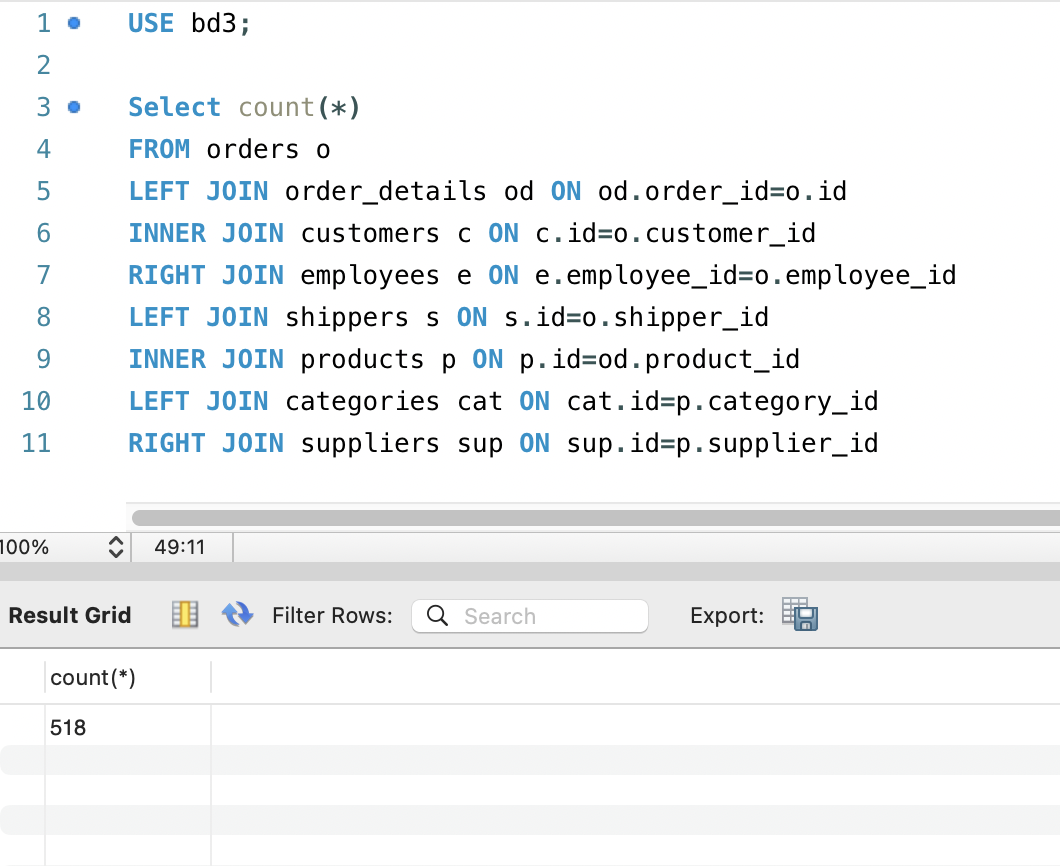 1 USE bd3;
2
3 Select count(*)
4 FROM orders o
5 LEFT JOIN order_details od ON od.order_id=o.id
6 INNER JOIN customers c ON c.id=o.customer_id
7 RIGHT JOIN employees e ON e.employee_id=o.employee_id
8 LEFT JOIN shippers s ON s.id=o.shipper_id
9 INNER JOIN products p ON p.id=od.product_id
10 LEFT JOIN categories cat ON cat.id=p.category_id
11 RIGHT JOIN suppliers sup ON sup.id=p.supplier_id
100% 49:11
Result Grid Filter Rows: Search Export:
count(*)
518